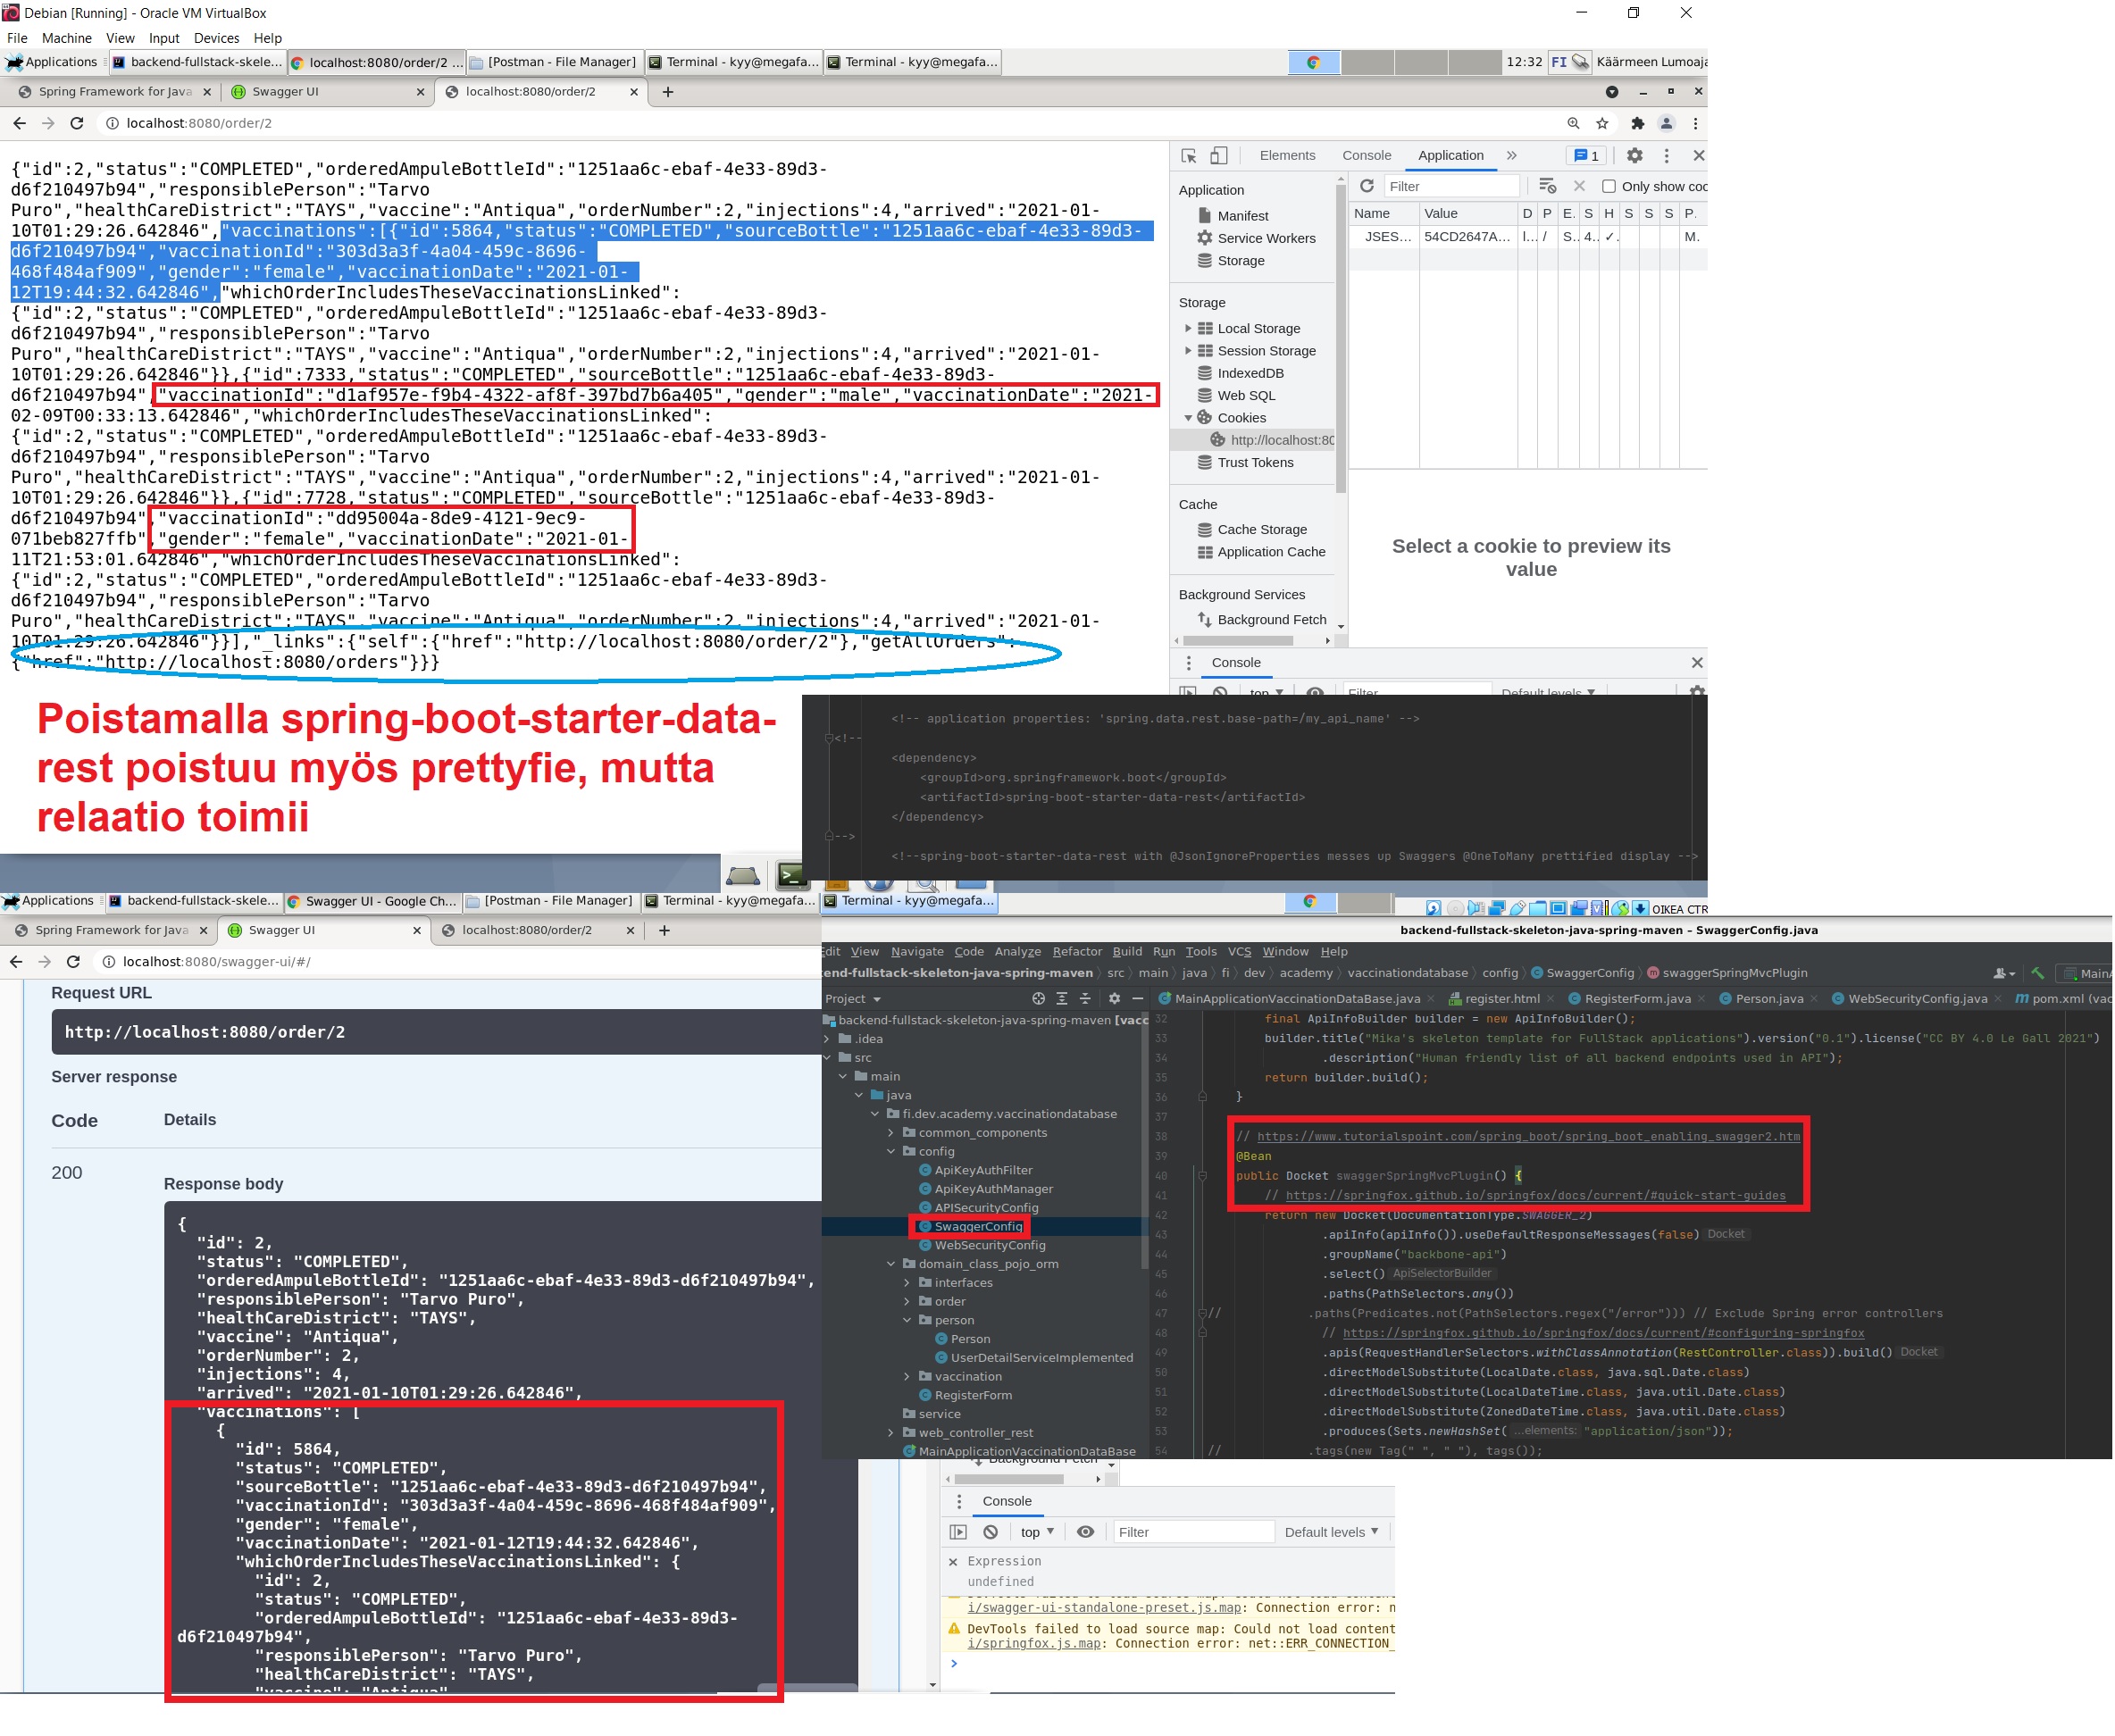 Debian [Running] - Oracle VM VirtualBox
File Machine View Input Devices Help
Applications backend-fullstack-skele... localhost:8080/order/2 ... [Postman - File Manager] Terminal - kyy@megafa... Terminal - kyy@megafa... 12:32 FI Käärmeen Lumoaja
Spring Framework for Java Swagger UI localhost:8080/order/2
localhost:8080/order/2
{"id":2,"status":"COMPLETED","orderedAmpuleBottleId":"1251aa6c-ebaf-4e33-89d3-
d6f210497b94","responsiblePerson":"Tarvo
Puro","healthCareDistrict":"TAYS","vaccine":"Antiqua","orderNumber":2,"injections":4,"arrived":"2021-01-
10T01:29:26.642846","vaccinations":[{"id":5864,"status":"COMPLETED","sourceBottle":"1251aa6c-ebaf-4e33-89d3-
d6f210497b94","vaccinationId":"303d3a3f-4a04-459c-8696-
468f484af909","gender":"female","vaccinationDate":"2021-01-
12T19:44:32.642846","whichOrderIncludesTheseVaccinationsLinked":
{"id":2,"status":"COMPLETED","orderedAmpuleBottleId":"1251aa6c-ebaf-4e33-89d3-
d6f210497b94","responsiblePerson":"Tarvo
Puro","healthCareDistrict":"TAYS","vaccine":"Antiqua","orderNumber":2,"injections":4,"arrived":"2021-01-
10T01:29:26.642846"}},{"id":7333,"status":"COMPLETED","sourceBottle":"1251aa6c-ebaf-4e33-89d3-
d6f210497b94","vaccinationId":"d1af957e-f9b4-4322-af8f-397bd7b6a405","gender":"male","vaccinationDate":"2021-
02-09T00:33:13.642846","whichOrderIncludesTheseVaccinationsLinked":
{"id":2,"status":"COMPLETED","orderedAmpuleBottleId":"1251aa6c-ebaf-4e33-89d3-
d6f210497b94","responsiblePerson":"Tarvo
Puro","healthCareDistrict":"TAYS","vaccine":"Antiqua","orderNumber":2,"injections":4,"arrived":"2021-01-
10T01:29:26.642846"}},{"id":7728,"status":"COMPLETED","sourceBottle":"1251aa6c-ebaf-4e33-89d3-
d6f210497b94","vaccinationId":"dd95004a-8de9-4121-9ec9-
071beb827ffb","gender":"female","vaccinationDate":"2021-01-
11T21:53:01.642846","whichOrderIncludesTheseVaccinationsLinked":
{"id":2,"status":"COMPLETED","orderedAmpuleBottleId":"1251aa6c-ebaf-4e33-89d3-
d6f210497b94","responsiblePerson":"Tarvo
Puro","healthCareDistrict":"TAYS","vaccine":"Antiqua","orderNumber":2,"injections":4,"arrived":"2021-01-
10T01:29:26.642846"}}],"_links":{"self":{"href":"http://localhost:8080/order/2"},"getAllOrders":
{"href":"http://localhost:8080/orders"}}}
Elements Console Application » 1
Application
Manifest
Service Workers
Storage
Storage
Local Storage
Session Storage
IndexedDB
Web SQL
Cookies
http://localhost:80
Trust Tokens
Cache
Cache Storage
Application Cache
Background Services
Background Fetch
Filter Only show coo
Name Value D P E. S H S S S P.
JSES... 54CD2647A... l... / S.. 4.. ✓. M.
Select a cookie to preview its
value
Console
top Filter Default levels
Poistamalla spring-boot-starter-data-
rest poistuu myös prettyfie, mutta
relaatio toimii
<!-- application properties: 'spring.data.rest.base-path=/my_api_name' -->
<!--
<dependency>
<groupId>org.springframework.boot</groupId>
<artifactId>spring-boot-starter-data-rest</artifactId>
</dependency>
-->
<!--spring-boot-starter-data-rest with @JsonIgnoreProperties messes up Swaggers @OneToMany prettified display -->
OIKEA CTR
Applications backend-fullstack-skele... Swagger UI - Google Ch... [Postman - File Manager] Terminal - kyy@megafa... Terminal - kyy@megafa...
Spring Framework for Java Swagger UI localhost:8080/order/2
localhost:8080/swagger-ui/#/
Request URL
http://localhost:8080/order/2
Server response
Code Details
200
Response body
{
"id": 2,
"status": "COMPLETED",
"orderedAmpuleBottleId": "1251aa6c-ebaf-4e33-89d3-d6f210497b94",
"responsiblePerson": "Tarvo Puro",
"healthCareDistrict": "TAYS",
"vaccine": "Antiqua",
"orderNumber": 2,
"injections": 4,
"arrived": "2021-01-10T01:29:26.642846",
"vaccinations": [
{
"id": 5864,
"status": "COMPLETED",
"sourceBottle": "1251aa6c-ebaf-4e33-89d3-d6f210497b94",
"vaccinationId": "303d3a3f-4a04-459c-8696-468f484af909",
"gender": "female",
"vaccinationDate": "2021-01-12T19:44:32.642846",
"whichOrderIncludesTheseVaccinationsLinked": {
"id": 2,
"status": "COMPLETED",
"orderedAmpuleBottleId": "1251aa6c-ebaf-4e33-89d3-
d6f210497b94",
"responsiblePerson": "Tarvo Puro",
"healthCareDistrict": "TAYS",
"vaccine": "Antiqua"
backend-fullstack-skeleton-java-spring-maven – SwaggerConfig.java
Edit View Navigate Code Analyze Refactor Build Run Tools VCS Window Help
end-fullstack-skeleton-java-spring-maven src main java fi dev academy vaccinationdatabase config SwaggerConfig swaggerSpringMvcPlugin MainA
Project
MainApplicationVaccinationDataBase.java register.html RegisterForm.java Person.java WebSecurityConfig.java pom.xml (vac
backend-fullstack-skeleton-java-spring-maven [vacc
.idea
src
main
java
fi.dev.academy.vaccinationdatabase
common_components
config
ApiKeyAuthFilter
ApiKeyAuthManager
APISecurityConfig
SwaggerConfig
WebSecurityConfig
domain_class_pojo_orm
interfaces
order
person
Person
UserDetailServiceImplemented
vaccination
RegisterForm
service
web_controller_rest
MainApplicationVaccinationDataBase
32 final ApiInfoBuilder builder = new ApiInfoBuilder();
33 builder.title("Mika's skeleton template for FullStack applications").version("0.1").license("CC BY 4.0 Le Gall 2021")
34 .description("Human friendly list of all backend endpoints used in API");
35 return builder.build();
36 }
37
38 // https://www.tutorialspoint.com/spring_boot/spring_boot_enabling_swagger2.htm
39 @Bean
40 public Docket swaggerSpringMvcPlugin() {
41 // https://springfox.github.io/springfox/docs/current/#quick-start-guides
42 return new Docket(DocumentationType.SWAGGER_2)
43 .apiInfo(apiInfo()).useDefaultResponseMessages(false) Docket
44 .groupName("backbone-api")
45 .select() ApiSelectorBuilder
46 .paths(PathSelectors.any())
47 // .paths(Predicates.not(PathSelectors.regex("/error"))) // Exclude Spring error controllers
48 // https://springfox.github.io/springfox/docs/current/#configuring-springfox
49 .apis(RequestHandlerSelectors.withClassAnnotation(RestController.class)).build() Docket
50 .directModelSubstitute(LocalDate.class, java.sql.Date.class)
51 .directModelSubstitute(LocalDateTime.class, java.util.Date.class)
52 .directModelSubstitute(ZonedDateTime.class, java.util.Date.class)
53 .produces(Sets.newHashSet( ...elements: "application/json"));
54 // .tags(new Tag(" ", " "), tags());
Background Fetch
Console
top Filter Default levels
Expression
undefined
i/swagger-ui-standalone-preset.js.map: Connection error: n
DevTools failed to load source map: Could not load content
i/springfox.js.map: Connection error: net::ERR_CONNECTION_